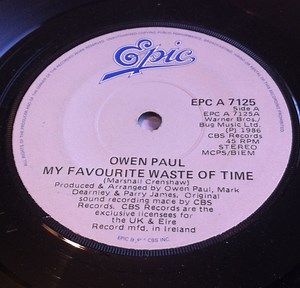 Epic
EPC A 7125
Side A
EPC A 7125A
Warner Bros./
Bug Music Ltd.
(P) 1986
CBS Records
45 RPM
STEREO
MCPS/BIEM
OWEN PAUL
MY FAVOURITE WASTE OF TIME
(Marshall Crenshaw)
Produced & Arranged by Owen Paul, Mark
Dearnley & Parry James. Original
sound recording made by CBS
Records. CBS Records are the
exclusive licensees for
the UK & Eire
Record mfd. in Ireland